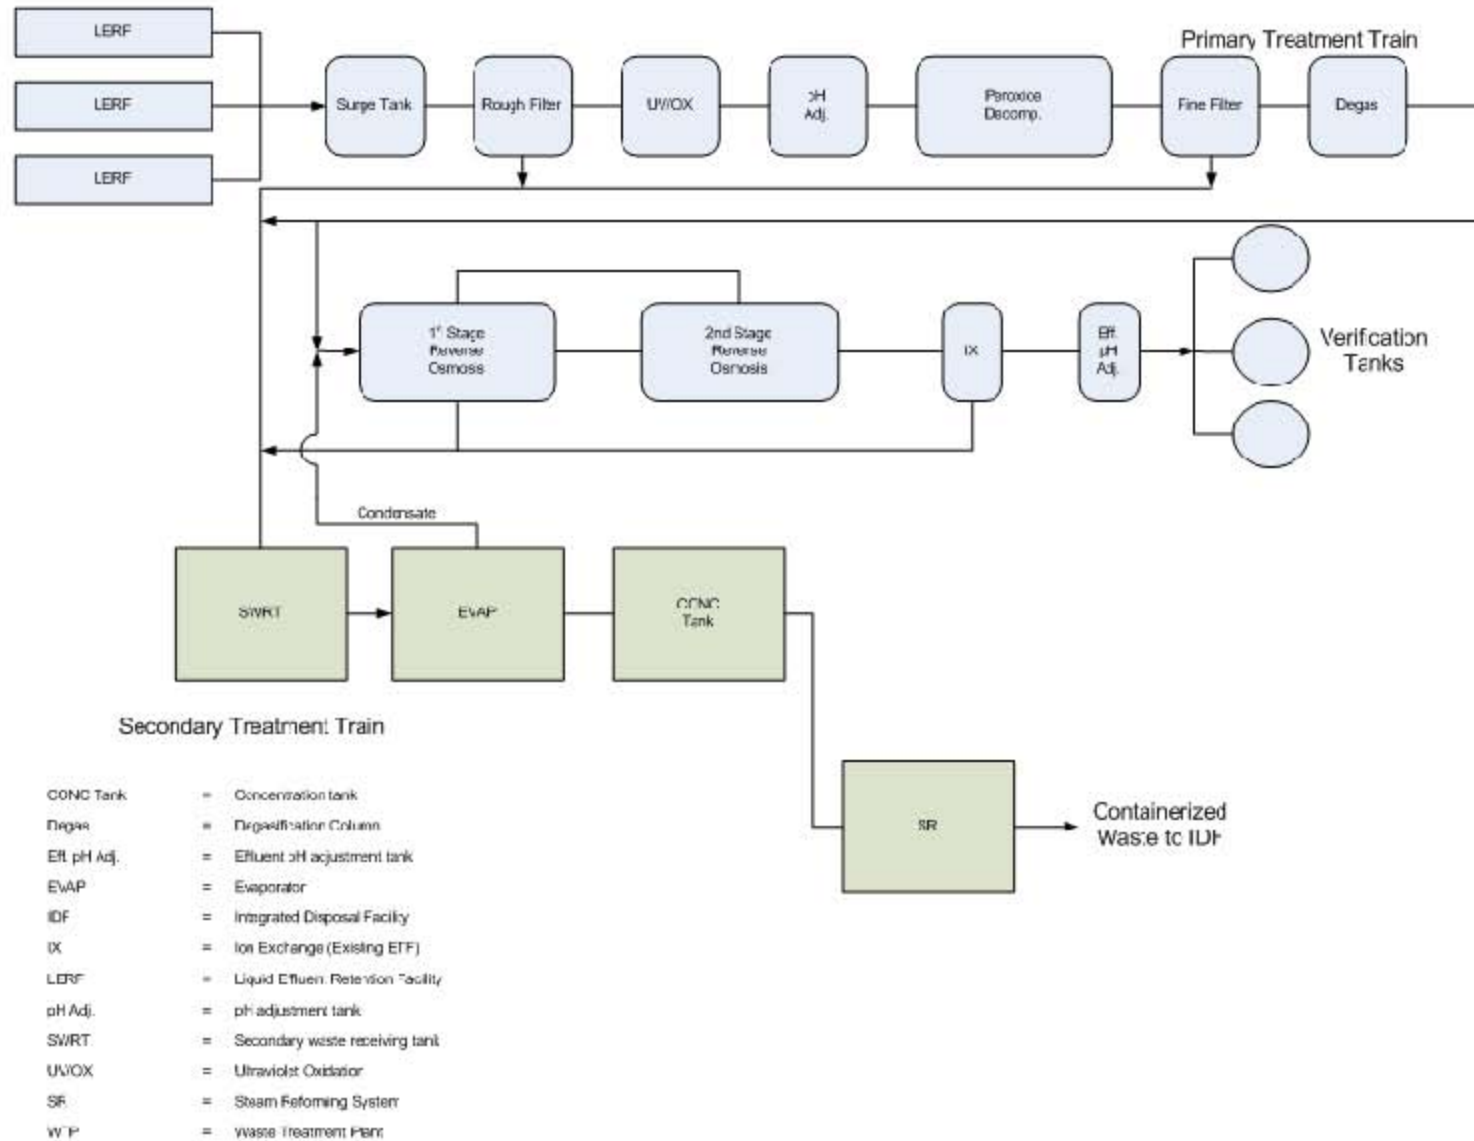 LERF
LERF
LERF
Primary Treatment Train
Surge Tank
Rough Filter
UV/OX
pH
Adj.
Peroxide
Decomp.
Fine Filter
Degas
1st Stage
Reverse
Osmosis
2nd Stage
Reverse
Osmosis
IX
Eff.
pH
Adj.
Verification
Tanks
Condensate
SWRT
EVAP
CONC
Tank
Secondary Treatment Train
SR
Containerized
Waste to IDF
CONC Tank = Concentration tank
Degas = Degasification Column
Eff. pH Adj. = Effluent pH adjustment tank
EVAP = Evaporator
IDF = Integrated Disposal Facility
IX = Ion Exchange (Existing ETF)
LERF = Liquid Effluent Retention Facility
pH Adj. = pH adjustment tank
SWRT = Secondary waste receiving tank
UV/OX = Ultraviolet Oxidation
SR = Steam Reforming System
WTP = Waste Treatment Plant